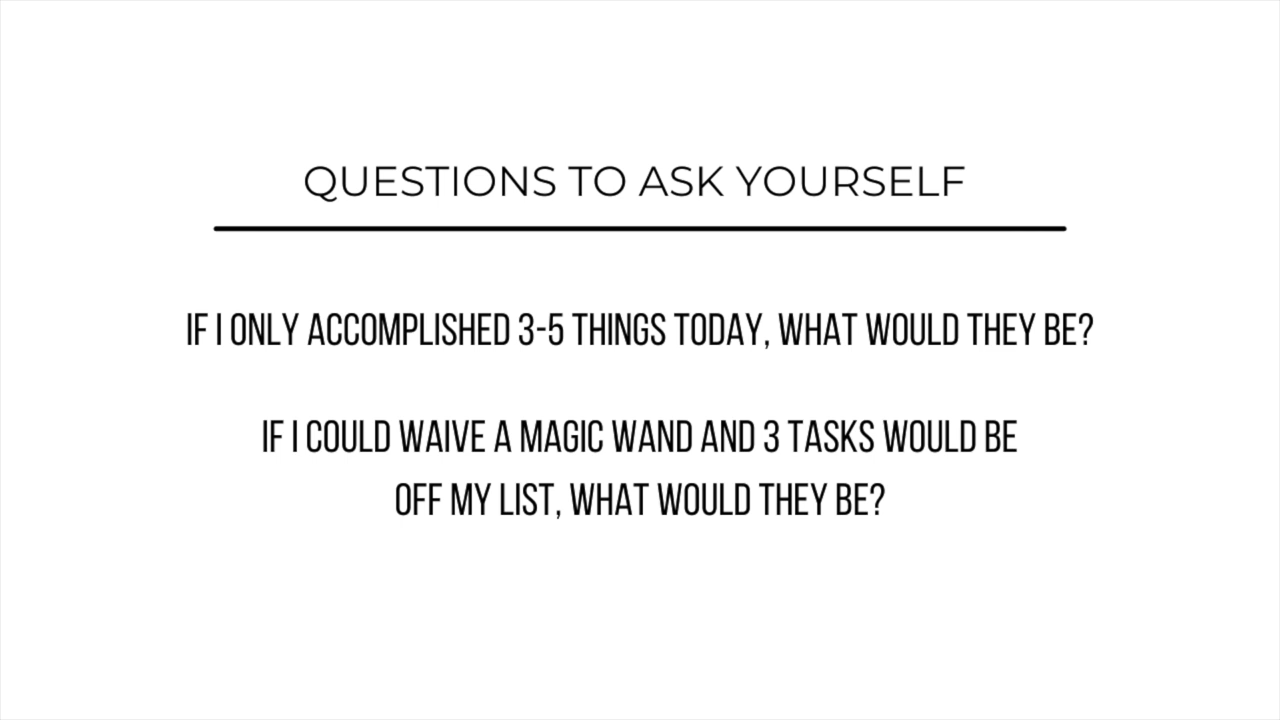 QUESTIONS TO ASK YOURSELF
IF I ONLY ACCOMPLISHED 3-5 THINGS TODAY, WHAT WOULD THEY BE?
IF I COULD WAIVE A MAGIC WAND AND 3 TASKS WOULD BE
OFF MY LIST, WHAT WOULD THEY BE?